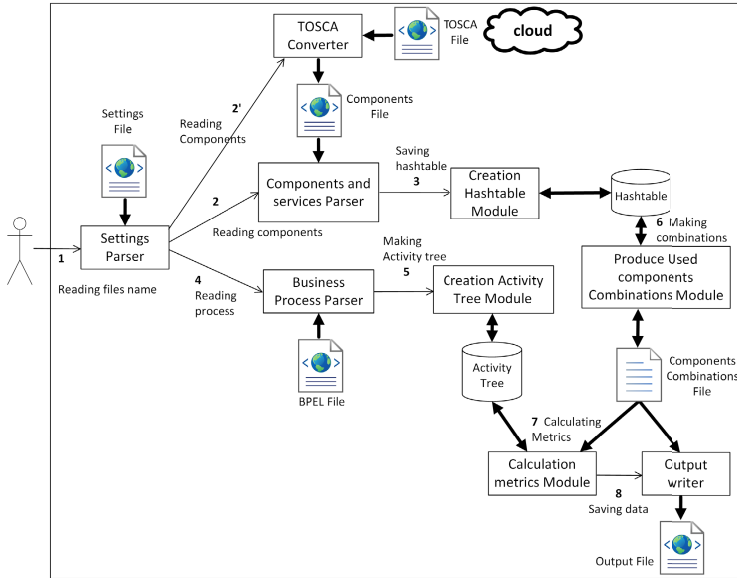 TOSCA
Converter
TOSCA
File
cloud
Settings
File
2'
Reading
Components
Components
File
Saving
hashtable
3
Components and
services Parser
Creation
Hashtable
Module
Hashtable
2
Reading components
Settings
Parser
1
Reading files name
6 Making
combinations
Making
Activity tree
5
4
Reading
process
Business
Process Parser
Creation Activity
Tree Module
Produce Used
components
Combinations Module
BPEL File
Activity
Tree
Components
Combinations
File
7 Calculating
Metrics
Calculation
metrics Module
8
Saving data
Cutput
writer
Output File